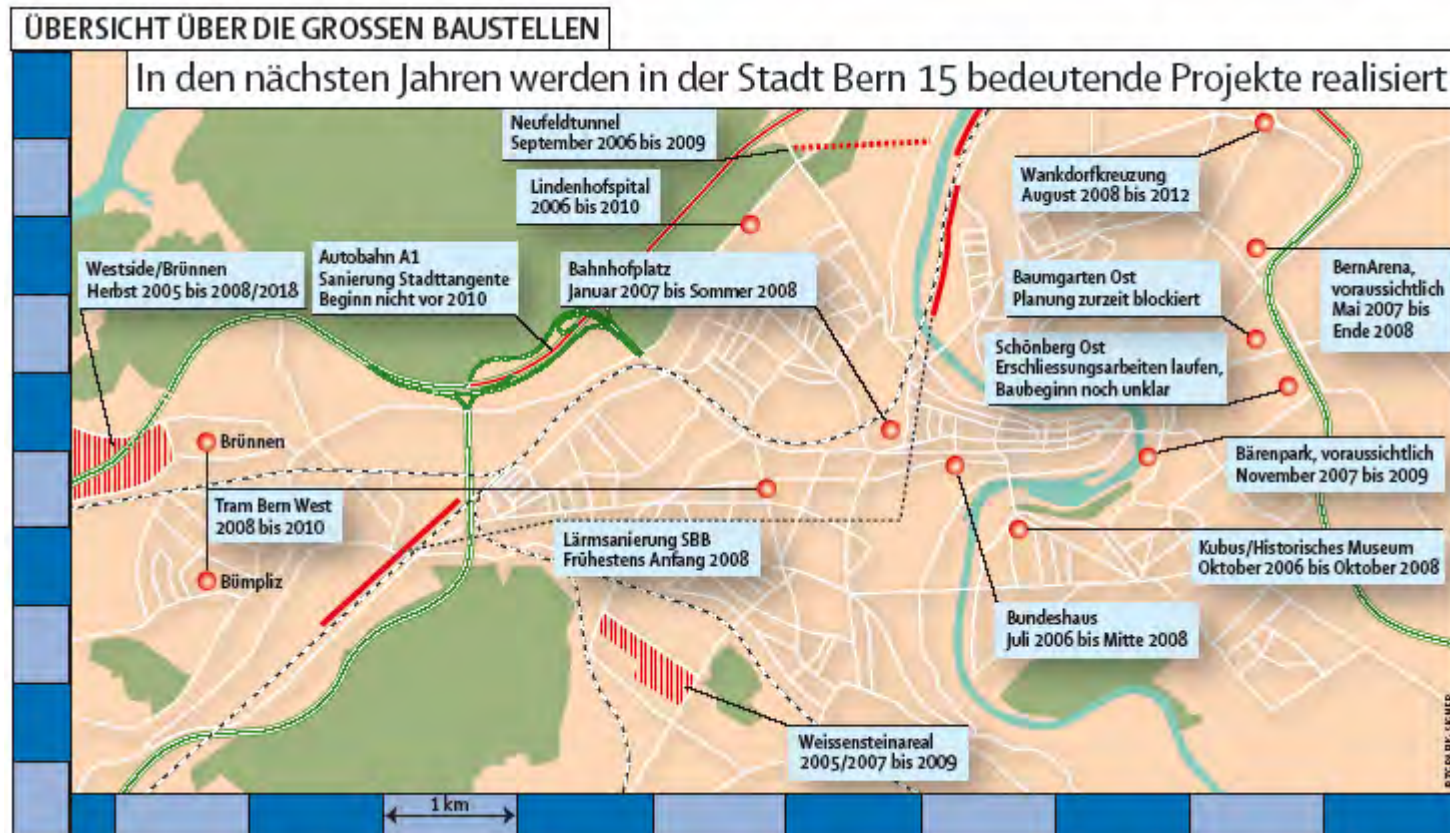 ÜBERSICHT ÜBER DIE GROSSEN BAUSTELLEN
In den nächsten Jahren werden in der Stadt Bern 15 bedeutende Projekte realisiert
Neufeldtunnel
September 2006 bis 2009
Lindenhofspital
2006 bis 2010
Wankdorfkreuzung
August 2008 bis 2012
Westside/Brünnen
Herbst 2005 bis 2008/2018
Autobahn A1
Sanierung Stadttangente
Beginn nicht vor 2010
Bahnhofplatz
Januar 2007 bis Sommer 2008
Baumgarten Ost
Planung zurzeit blockiert
BernArena,
voraussichtlich
Mai 2007 bis
Ende 2008
Schönberg Ost
Erschliessungsarbeiten laufen,
Baubeginn noch unklar
Brünnen
Bärenpark, voraussichtlich
November 2007 bis 2009
Tram Bern West
2008 bis 2010
Lärmsanierung SBB
Frühestens Anfang 2008
Kubus/Historisches Museum
Oktober 2006 bis Oktober 2008
Bümpliz
Bundeshaus
Juli 2006 bis Mitte 2008
Weissensteinareal
2005/2007 bis 2009
1 km